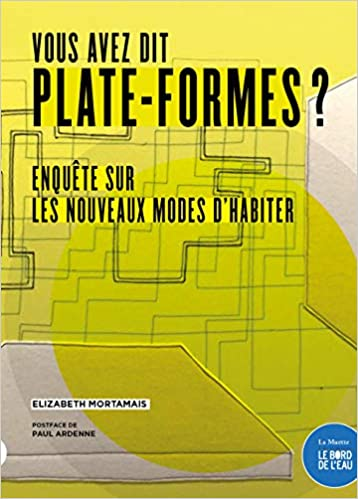 VOUS AVEZ DIT
PLATE-FORMES ?
ENQUÊTE SUR
LES NOUVEAUX MODES D'HABITER
ELIZABETH MORTAMAIS
POSTFACE DE
PAUL ARDENNE
La Muette
LE BORD
DE L'EAU